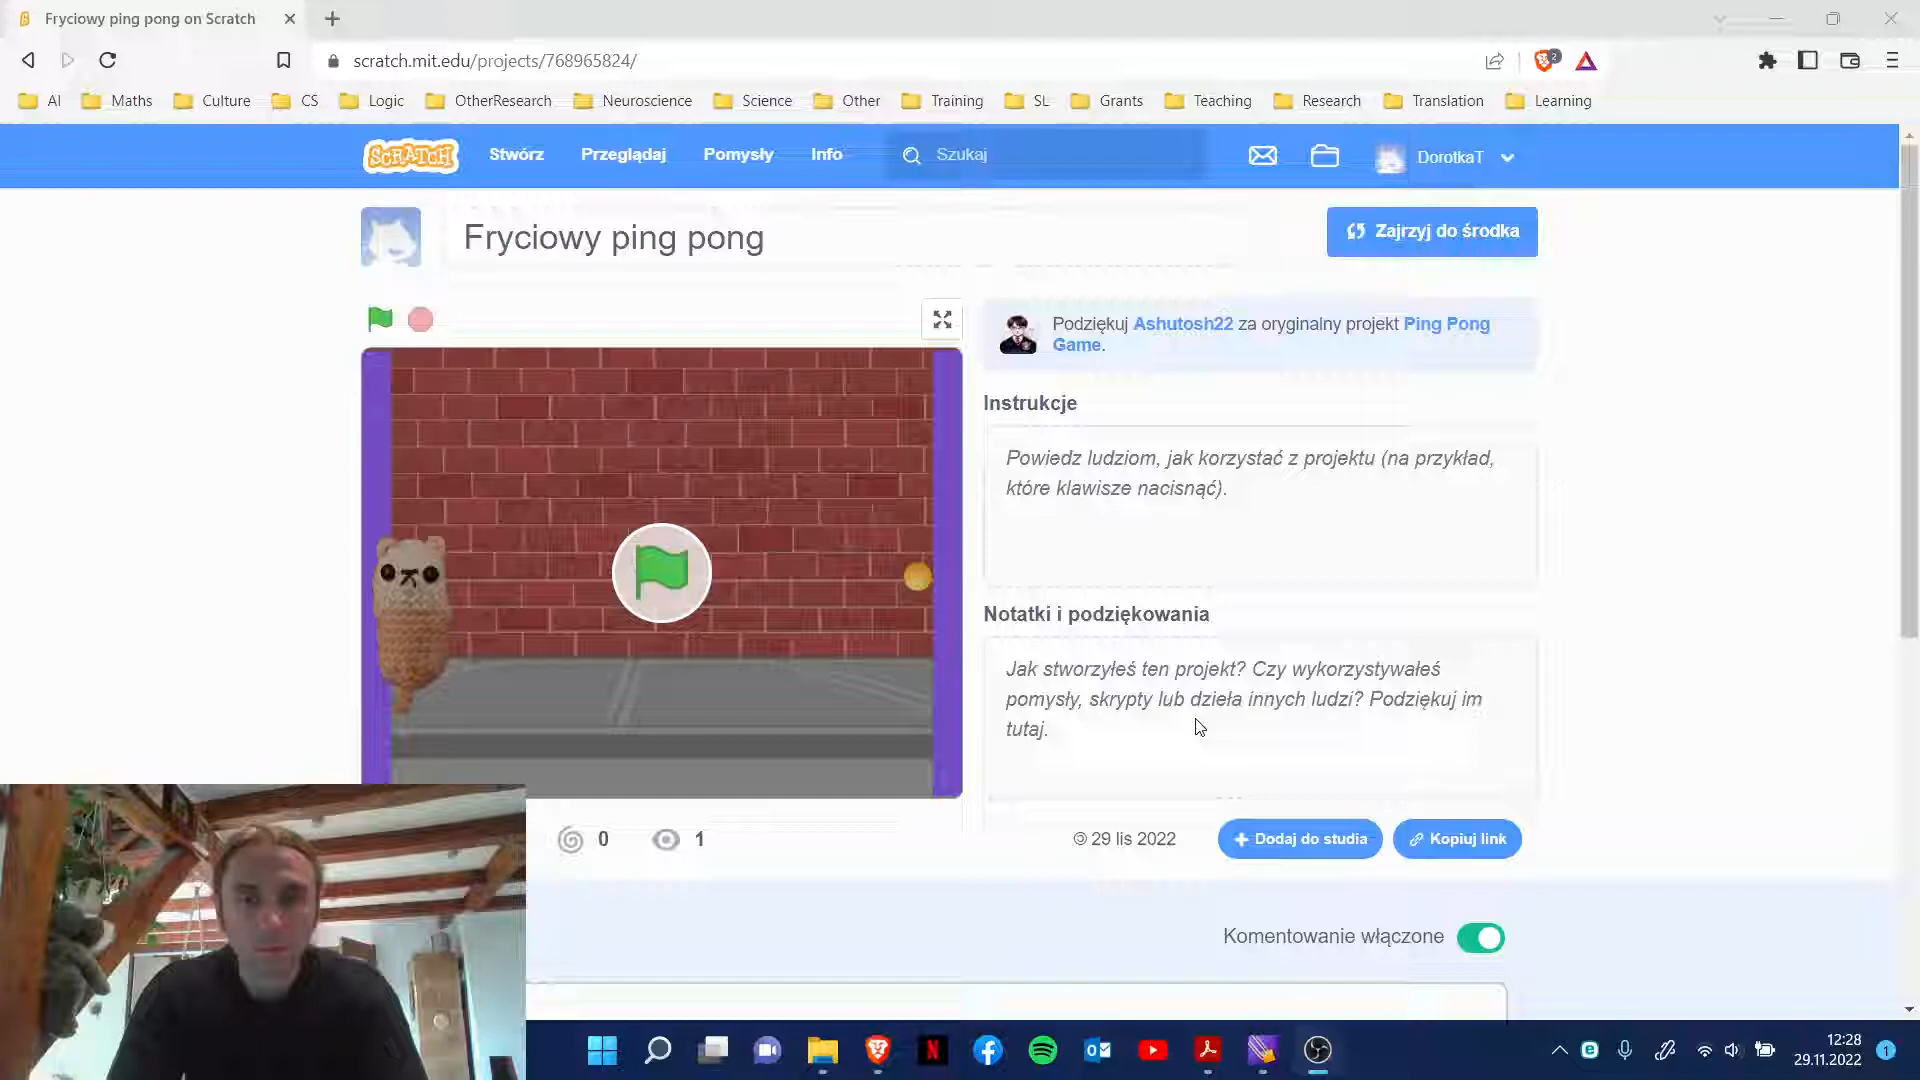 Fryciowy ping pong on Scratch
scratch.mit.edu/projects/768965824/
2
AI Maths Culture CS Logic OtherResearch Neuroscience Science Other Training SL Grants Teaching Research Translation Learning
SCRATCH Stwórz Przeglądaj Pomysły Info Szukaj DorotkaT
Fryciowy ping pong
Zajrzyj do środka
Podziękuj Ashutosh22 za oryginalny projekt Ping Pong
Game.
Instrukcje
Powiedz ludziom, jak korzystać z projektu (na przykład,
które klawisze nacisnąć).
Notatki i podziękowania
Jak stworzyłeś ten projekt? Czy wykorzystywałeś
pomysły, skrypty lub dzieła innych ludzi? Podziękuj im
tutaj.
0 1
© 29 lis 2022
Dodaj do studia
Kopiuj link
Komentowanie włączone
12:28
29.11.2022
1